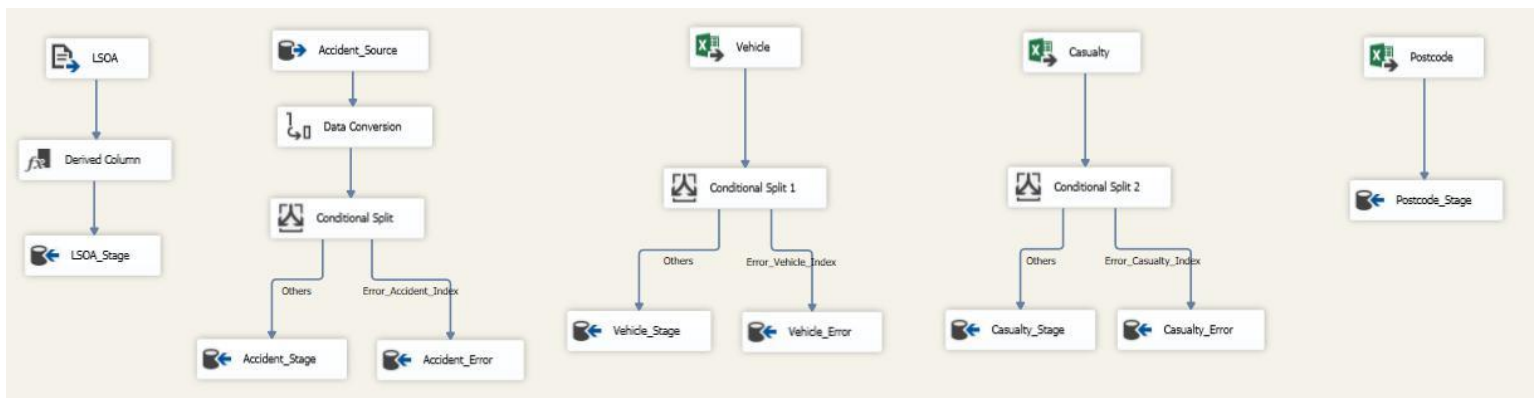 LSOA
Derived Column
fx
LSOA_Stage
Accident_Source
Data Conversion
Conditional Split
Others
Error_Accident_Index
Accident_Stage
Accident_Error
Vehicle
Conditional Split 1
Others
Error_Vehicle_Index
Vehicle_Stage
Vehicle_Error
Casualty
Conditional Split 2
Others
Error_Casualty_Index
Casualty_Stage
Casualty_Error
Postcode
Postcode_Stage